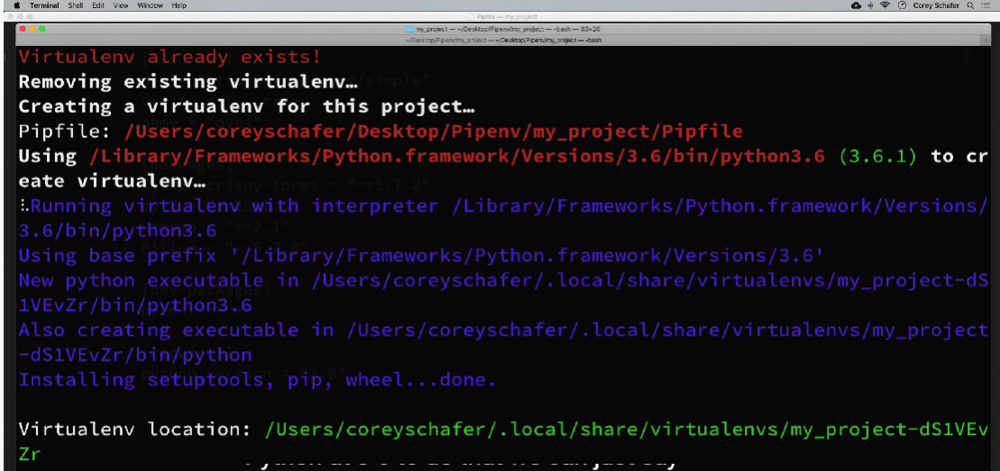 Terminal Shell Edit View Window Help Corey Schafer
Pipfile — my_project
my_project — ~/Desktop/Pipenv/my_project — -bash — 83×20
~/Desktop/Pipenv/my_project — ~/Desktop/Pipenv/my_project — -bash
Virtualenv already exists!
Removing existing virtualenv…
Creating a virtualenv for this project…
Pipfile: /Users/coreyschafer/Desktop/Pipenv/my_project/Pipfile
Using /Library/Frameworks/Python.framework/Versions/3.6/bin/python3.6 (3.6.1) to cr
eate virtualenv…
⠇Running virtualenv with interpreter /Library/Frameworks/Python.framework/Versions/
3.6/bin/python3.6
Using base prefix '/Library/Frameworks/Python.framework/Versions/3.6'
New python executable in /Users/coreyschafer/.local/share/virtualenvs/my_project-dS
1VEvZr/bin/python3.6
Also creating executable in /Users/coreyschafer/.local/share/virtualenvs/my_project
-dS1VEvZr/bin/python
Installing setuptools, pip, wheel...done.
Virtualenv location: /Users/coreyschafer/.local/share/virtualenvs/my_project-dS1VEv
Zr